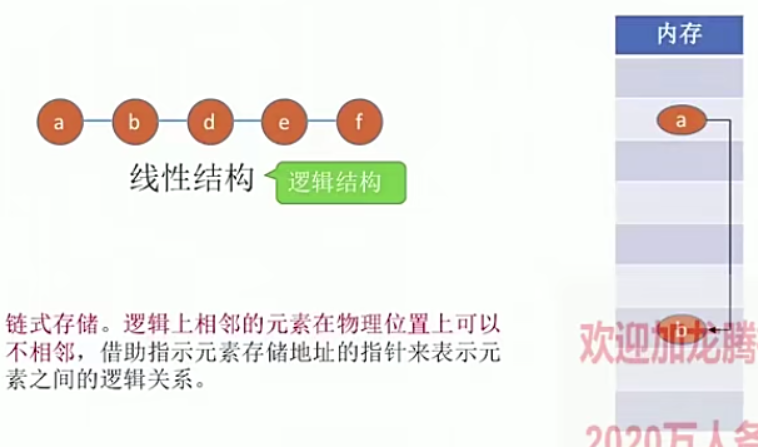 内存
a b d e f
a
线性结构
逻辑结构
链式存储。逻辑上相邻的元素在物理位置上可以
不相邻，借助指示元素存储地址的指针来表示元
素之间的逻辑关系。
b
欢迎加龙腾
2020万人备